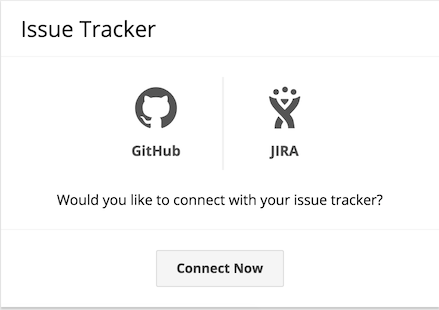 Issue Tracker
GitHub
JIRA
Would you like to connect with your issue tracker?
Connect Now